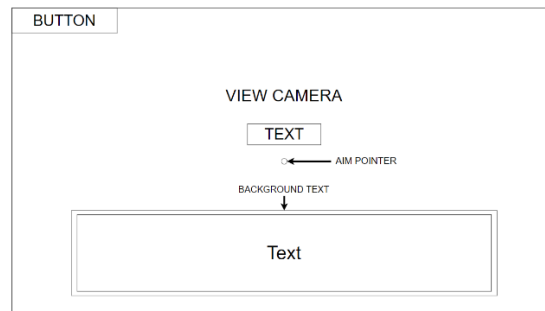 BUTTON
VIEW CAMERA
TEXT
AIM POINTER
BACKGROUND TEXT
Text